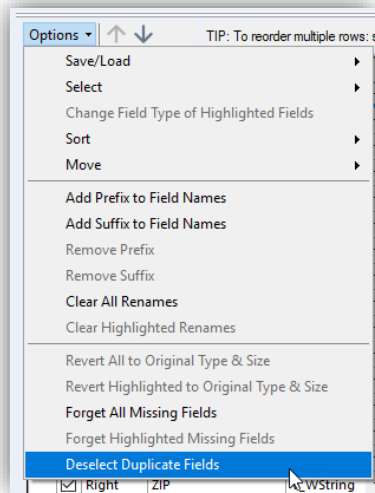 Options
TIP: To reorder multiple rows: s
Save/Load
Select
Change Field Type of Highlighted Fields
Sort
Move
Add Prefix to Field Names
Add Suffix to Field Names
Remove Prefix
Remove Suffix
Clear All Renames
Clear Highlighted Renames
Revert All to Original Type & Size
Revert Highlighted to Original Type & Size
Forget All Missing Fields
Forget Highlighted Missing Fields
Deselect Duplicate Fields
Right ZIP V_WString